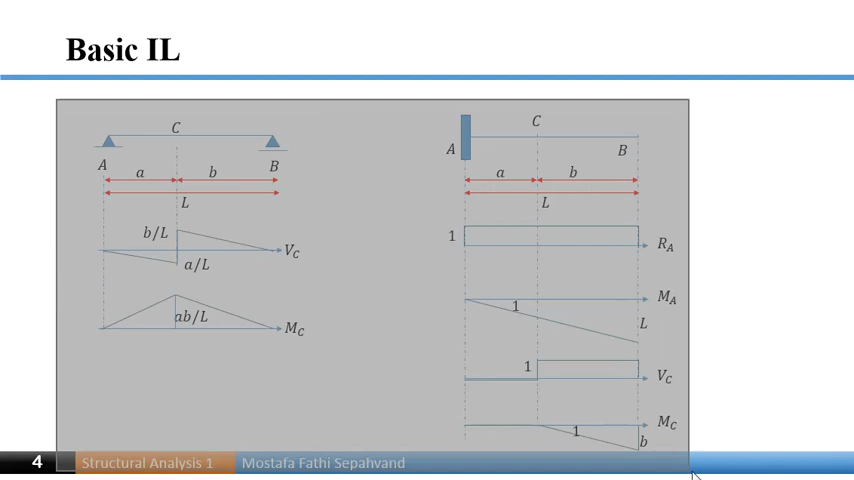 Basic IL
C
A
B
a
b
L
b/L
a/L
V_C
ab/L
M_C
C
A
B
a
b
L
1
R_A
M_A
1
L
1
V_C
M_C
1
b
4
Structural Analysis 1
Mostafa Fathi Sepahvand